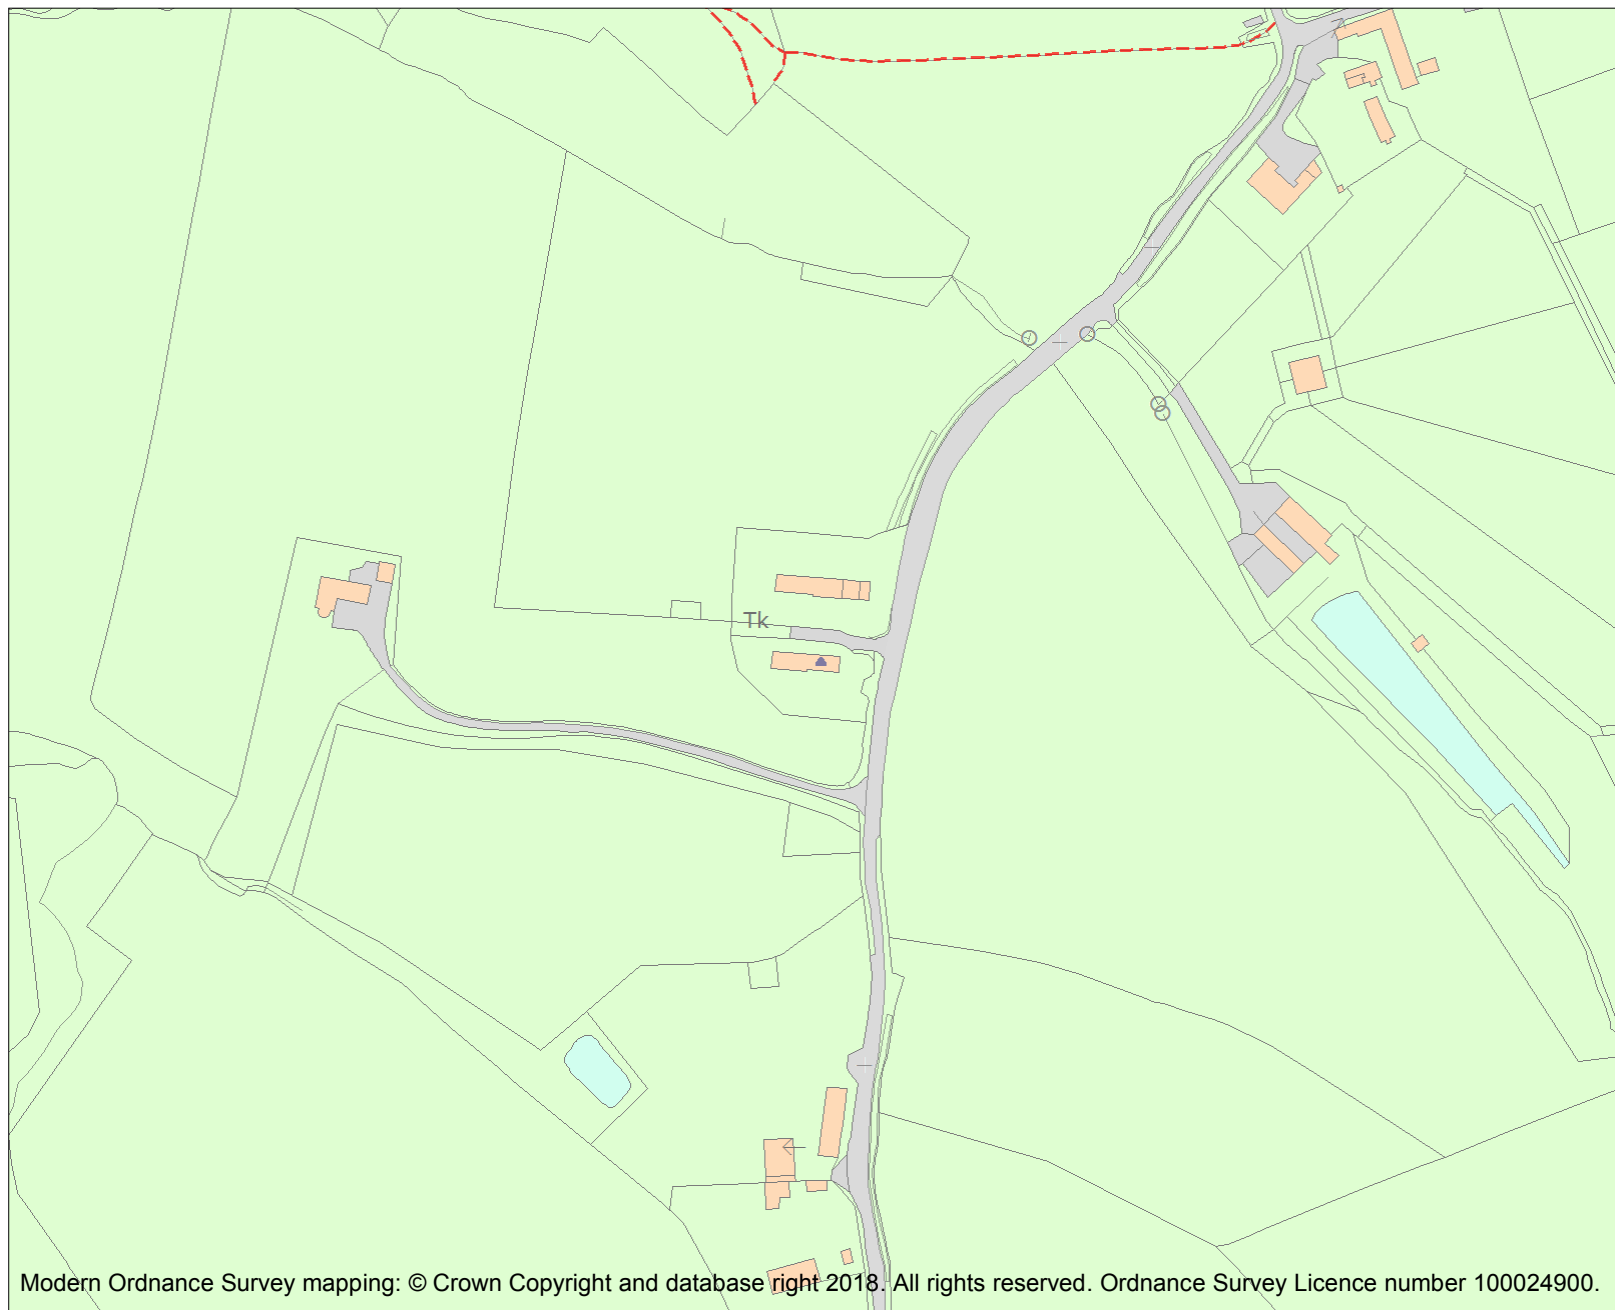 Tk
Modern Ordnance Survey mapping: © Crown Copyright and database right 2018. All rights reserved. Ordnance Survey Licence number 100024900.